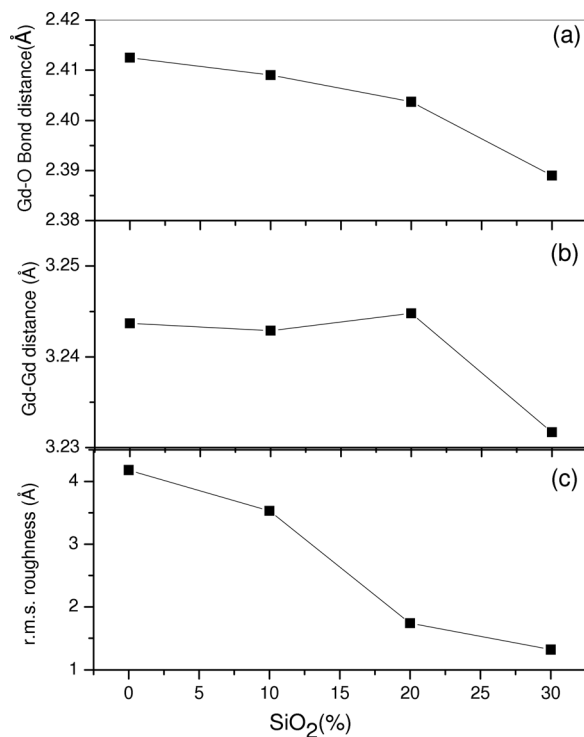 2.42
(a)
2.41
2.40
2.39
2.38
Gd-O Bond distance(Å)
(b)
3.25
3.24
3.23
Gd-Gd distance (Å)
(c)
4
3
2
1
r.m.s. roughness (Å)
0 5 10 15 20 25 30
SiO2(%)